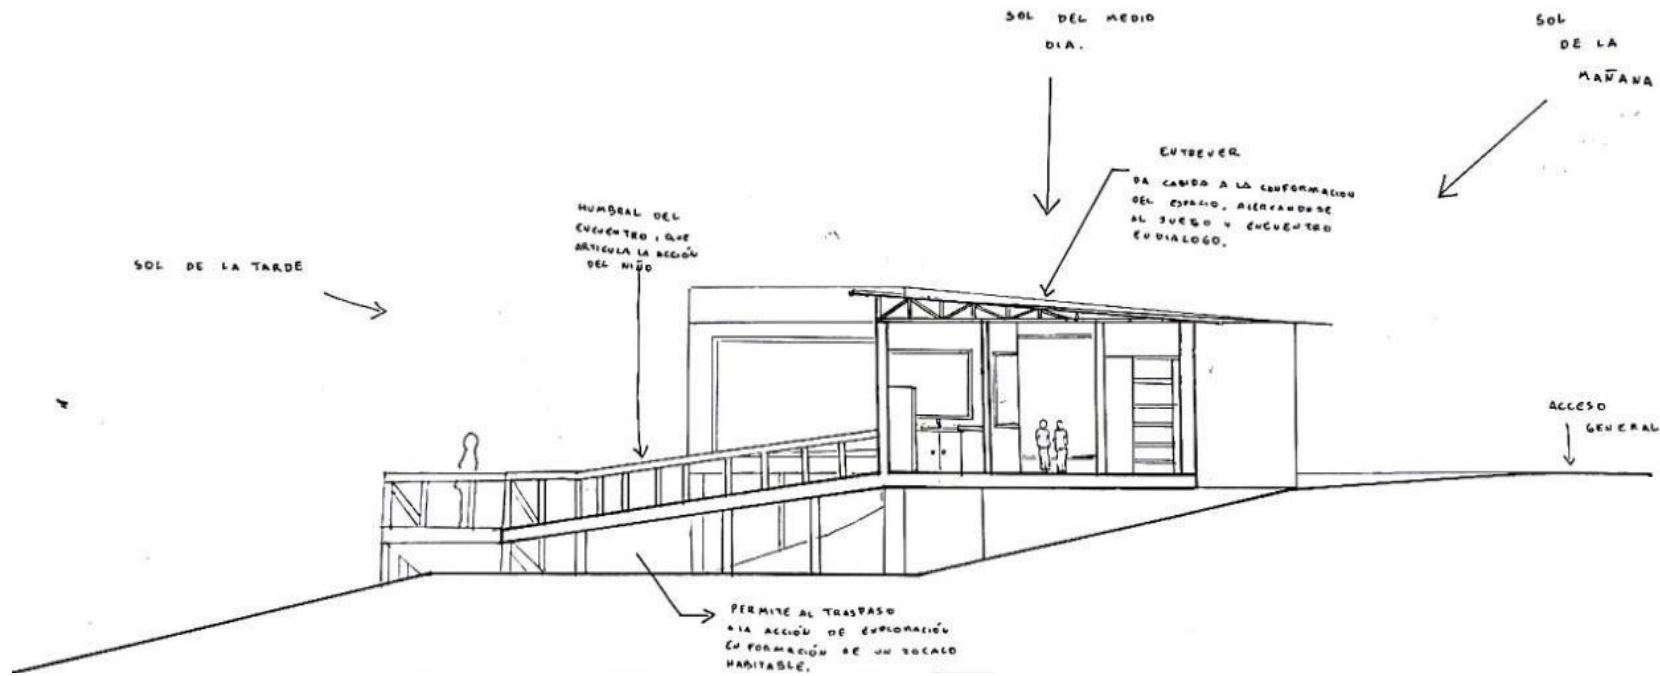 SOL DEL MEDIO
DIA.
SOL
DE LA
MAÑANA
ENTREVER
DA CABIDA A LA CONFORMACION
DEL ESPACIO, ACERCANDOSE
AL JUEGO Y ENCUENTRO
EN DIALOGO.
HUMBRAL DEL
ENCUENTRO, QUE
ARTICULA LA ACCIÓN
DEL NIÑO
SOL DE LA TARDE
ACCESO
GENERAL
PERMITE AL TRASPASO
A LA ACCIÓN DE EXPLORACIÓN
EN FORMACIÓN DE UN ZOCALO
HABITABLE.